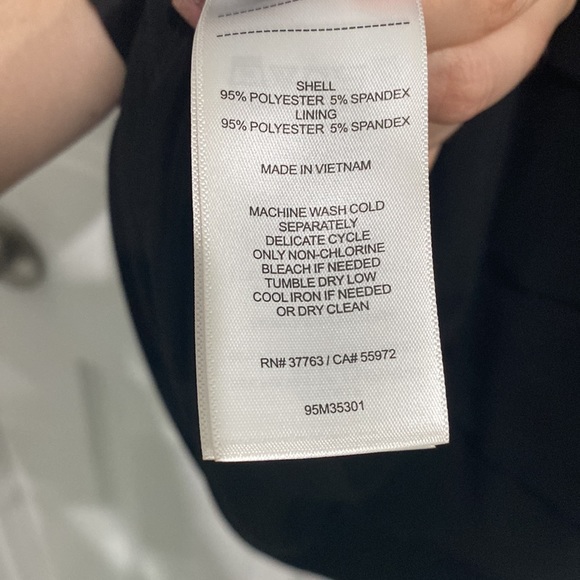 SHELL
95% POLYESTER 5% SPANDEX
LINING
95% POLYESTER 5% SPANDEX
MADE IN VIETNAM
MACHINE WASH COLD
SEPARATELY
DELICATE CYCLE
ONLY NON-CHLORINE
BLEACH IF NEEDED
TUMBLE DRY LOW
COOL IRON IF NEEDED
OR DRY CLEAN
RN# 37763 / CA# 55972
95M35301